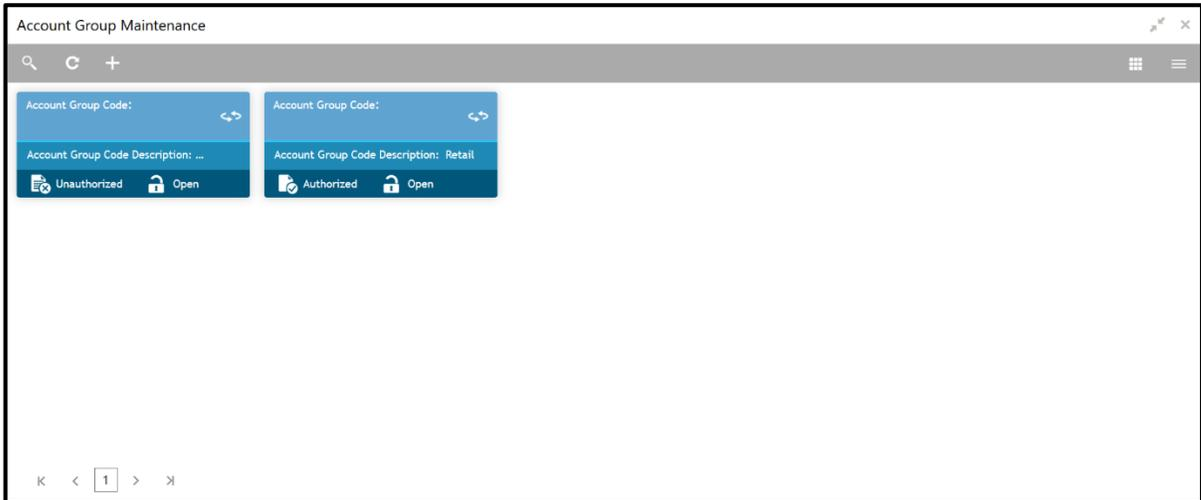 Account Group Maintenance
Account Group Code:
Account Group Code Description: ...
Unauthorized Open
Account Group Code:
Account Group Code Description: Retail
Authorized Open
1